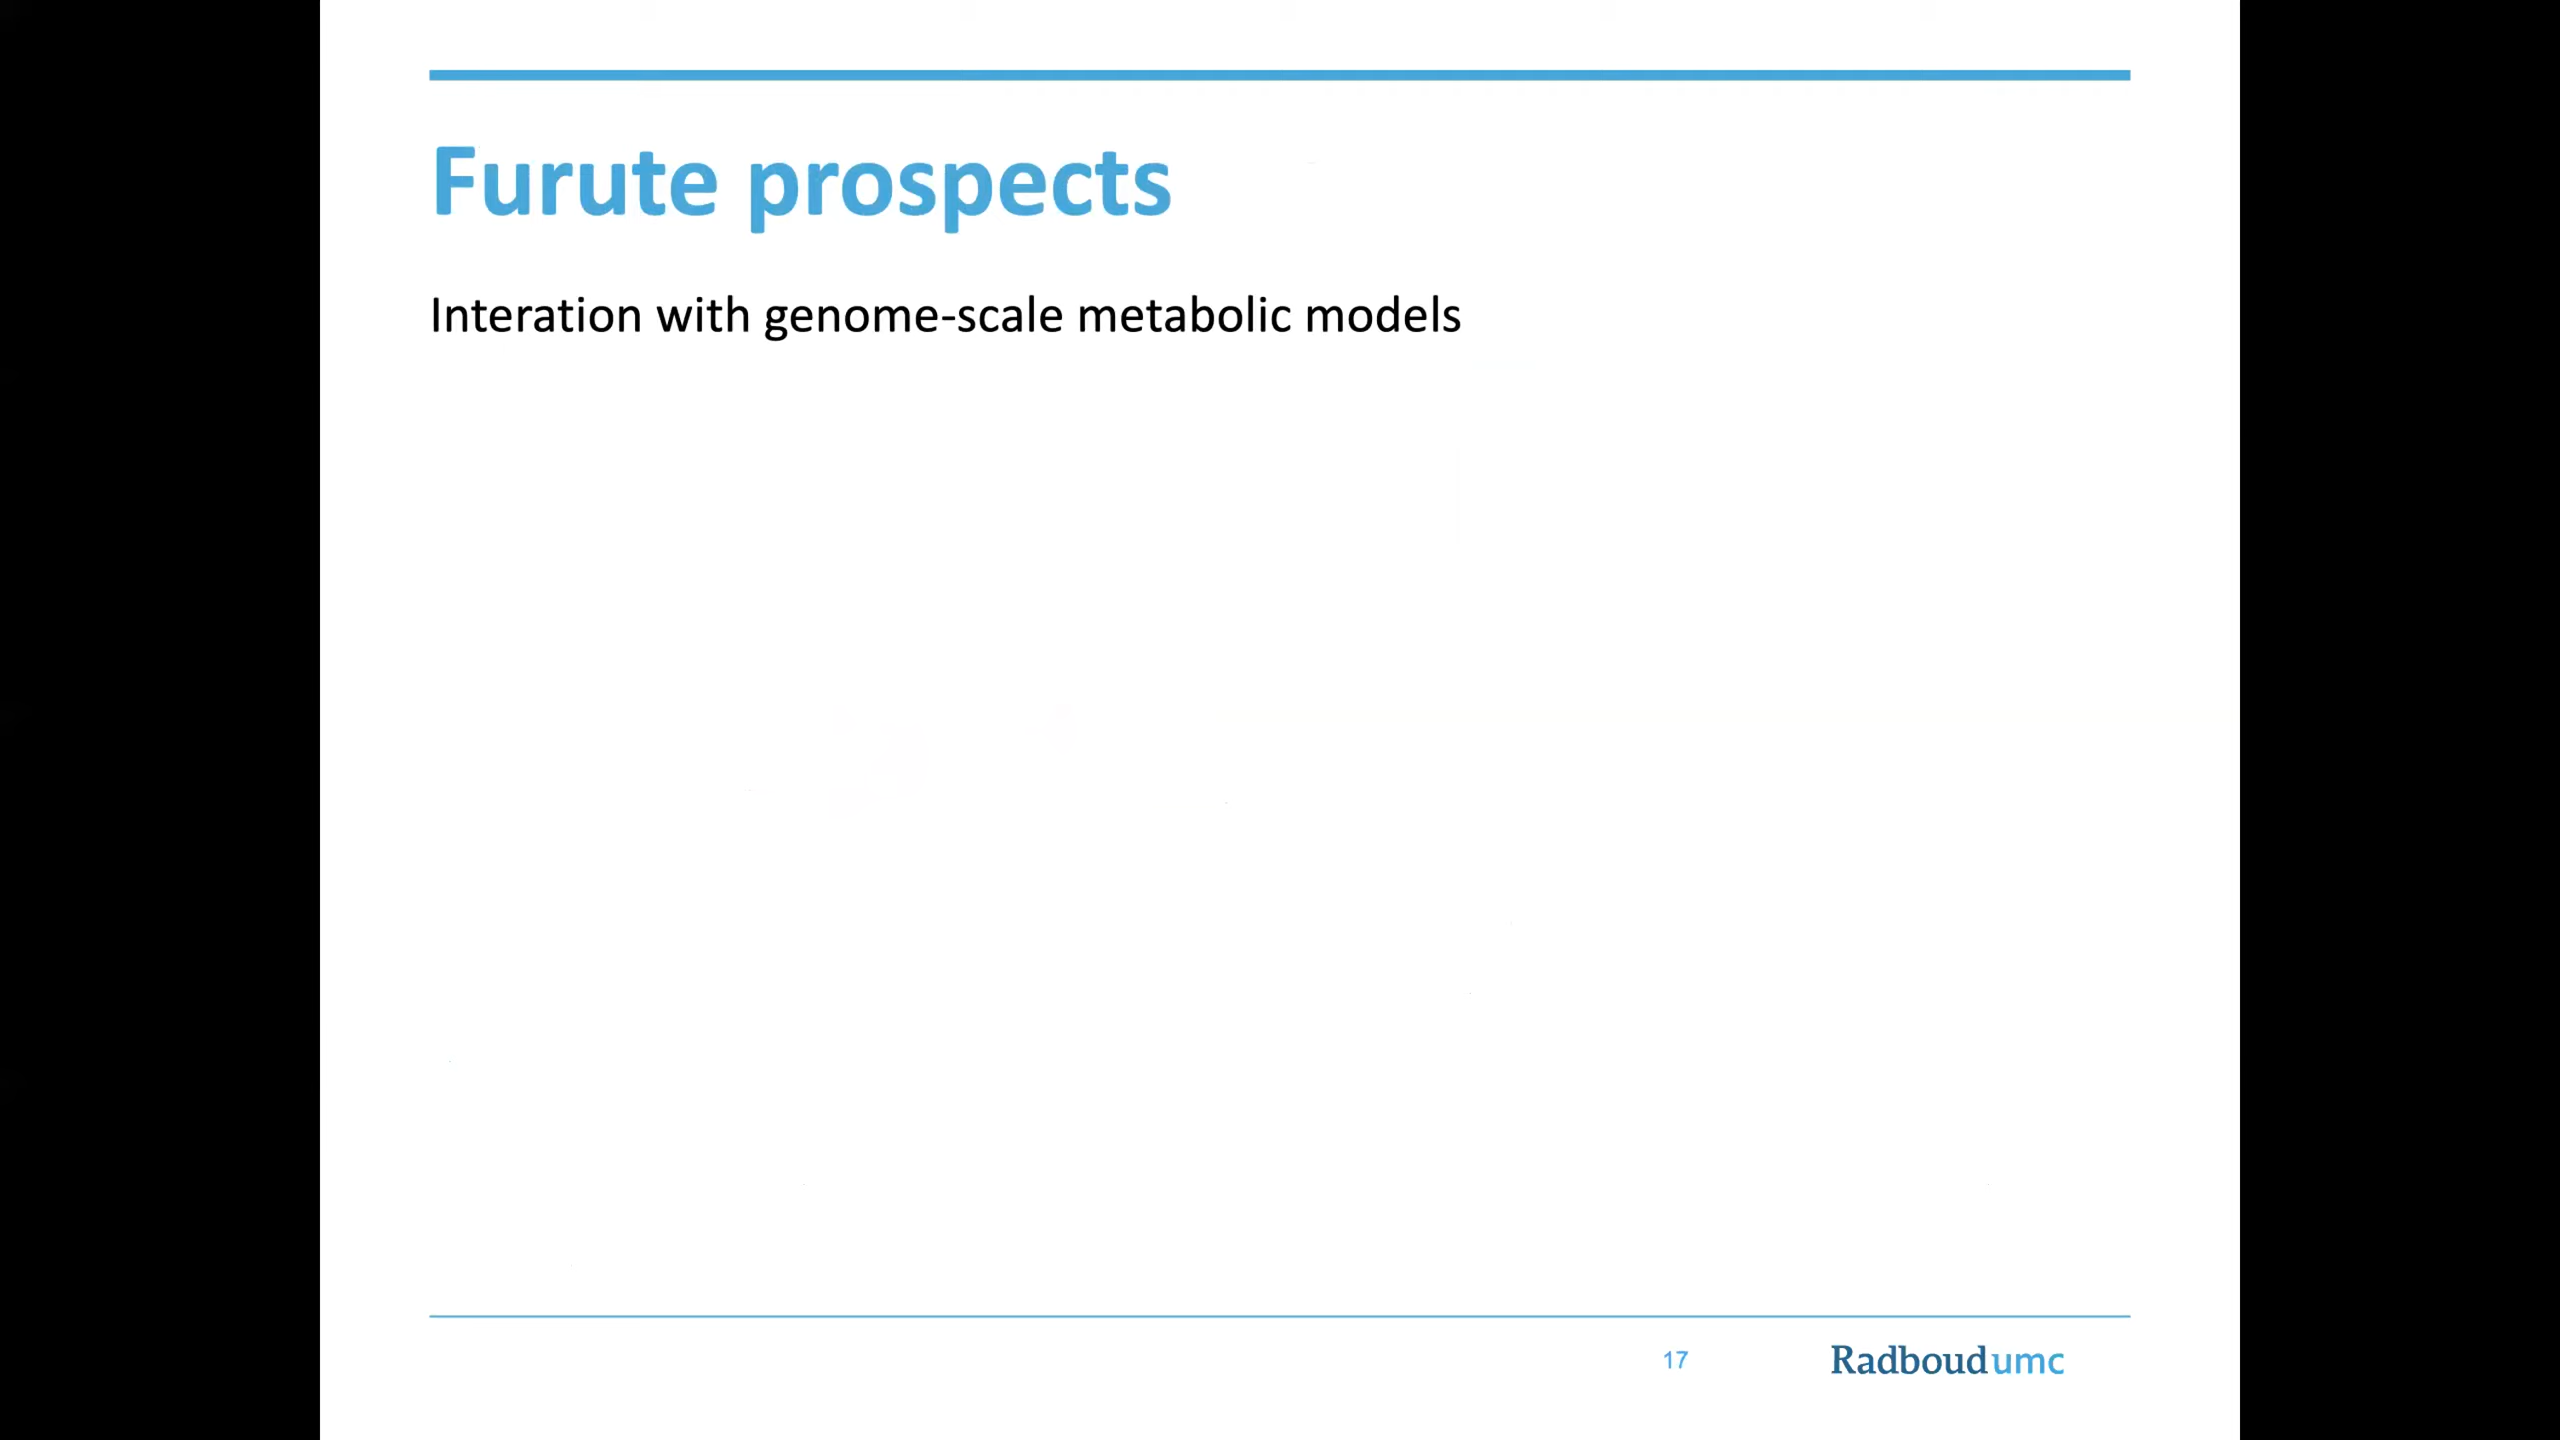 Furute prospects
Interation with genome-scale metabolic models
17
Radboudumc